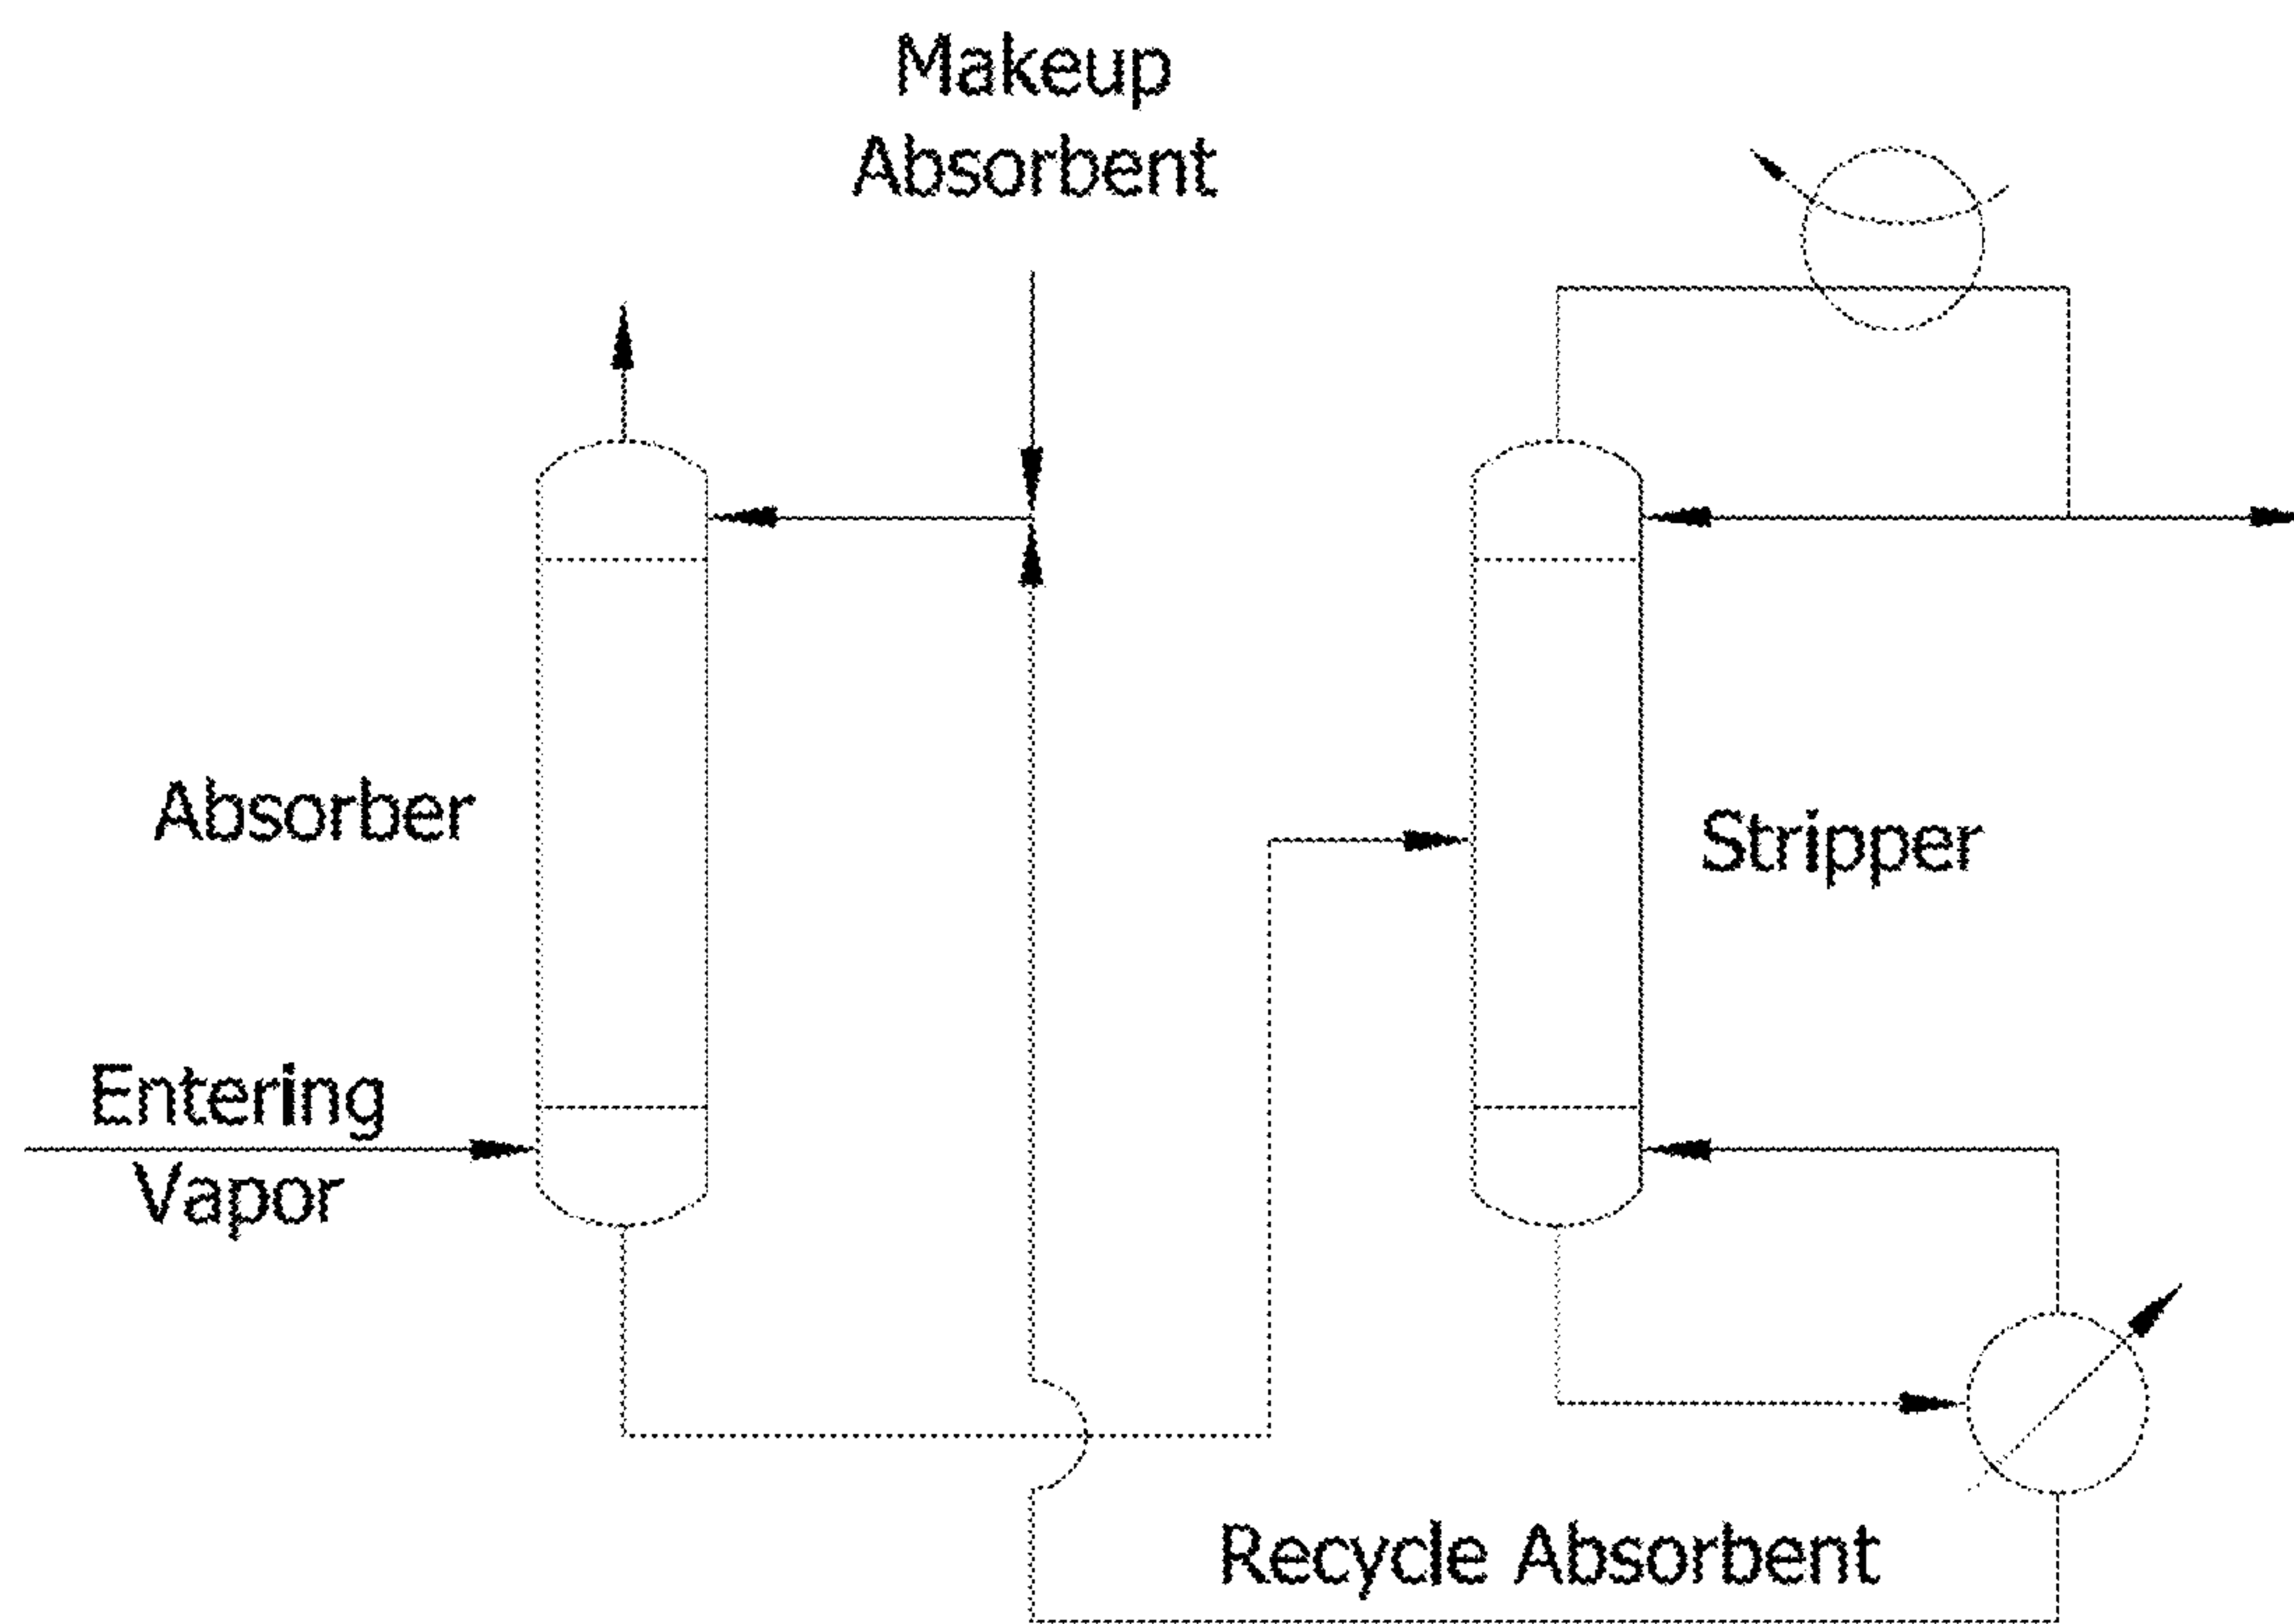 Makeup
Absorbent
Absorber
Stripper
Entering
Vapor
Recycle Absorbent